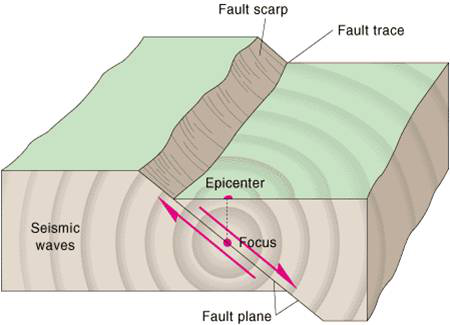 Fault scarp
Fault trace
Epicenter
Seismic
waves
Focus
Fault plane